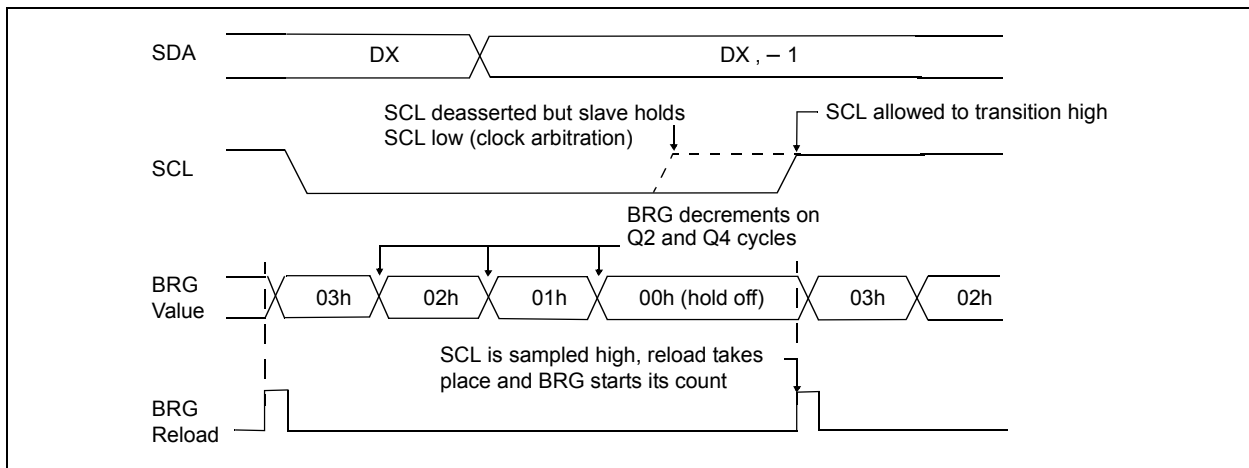 SDA
DX
DX , – 1
SCL deasserted but slave holds
SCL low (clock arbitration)
SCL allowed to transition high
SCL
BRG decrements on
Q2 and Q4 cycles
BRG
Value
03h
02h
01h
00h (hold off)
03h
02h
SCL is sampled high, reload takes
place and BRG starts its count
BRG
Reload